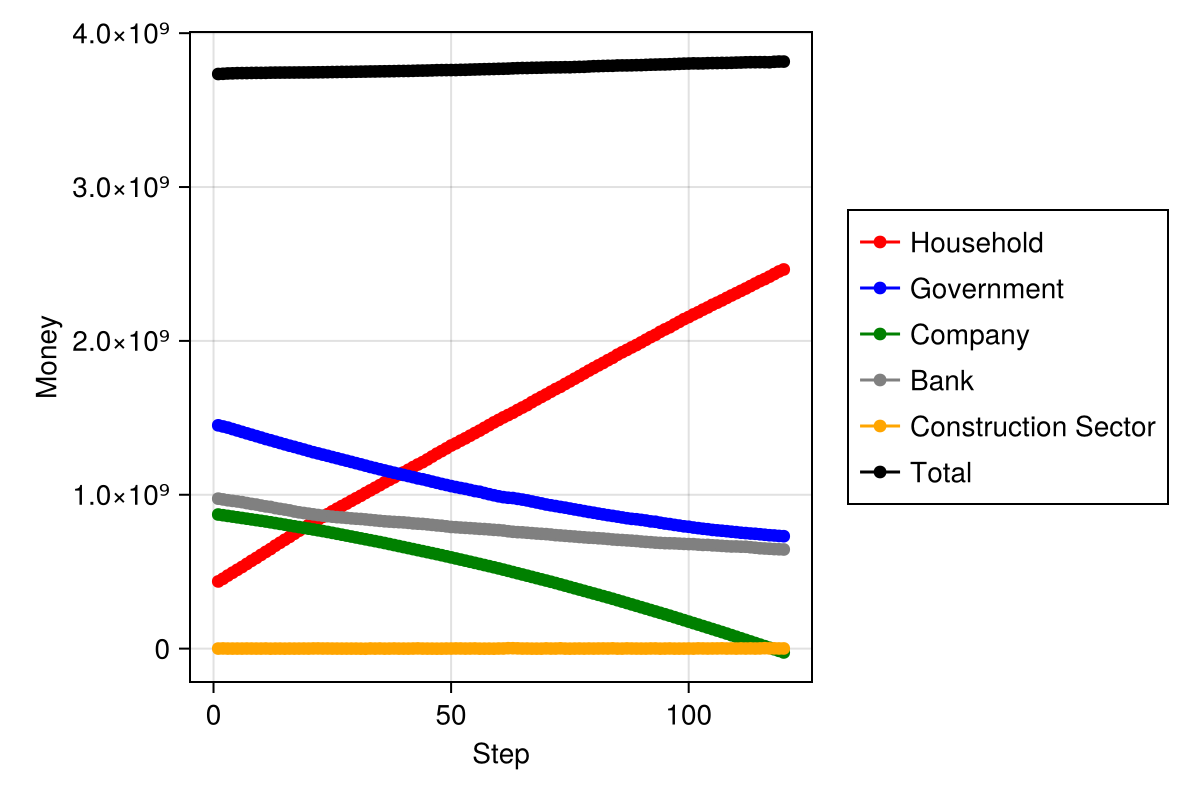 4.0×10⁹
3.0×10⁹
2.0×10⁹
1.0×10⁹
0
Money
0
50
100
Step
Household
Government
Company
Bank
Construction Sector
Total